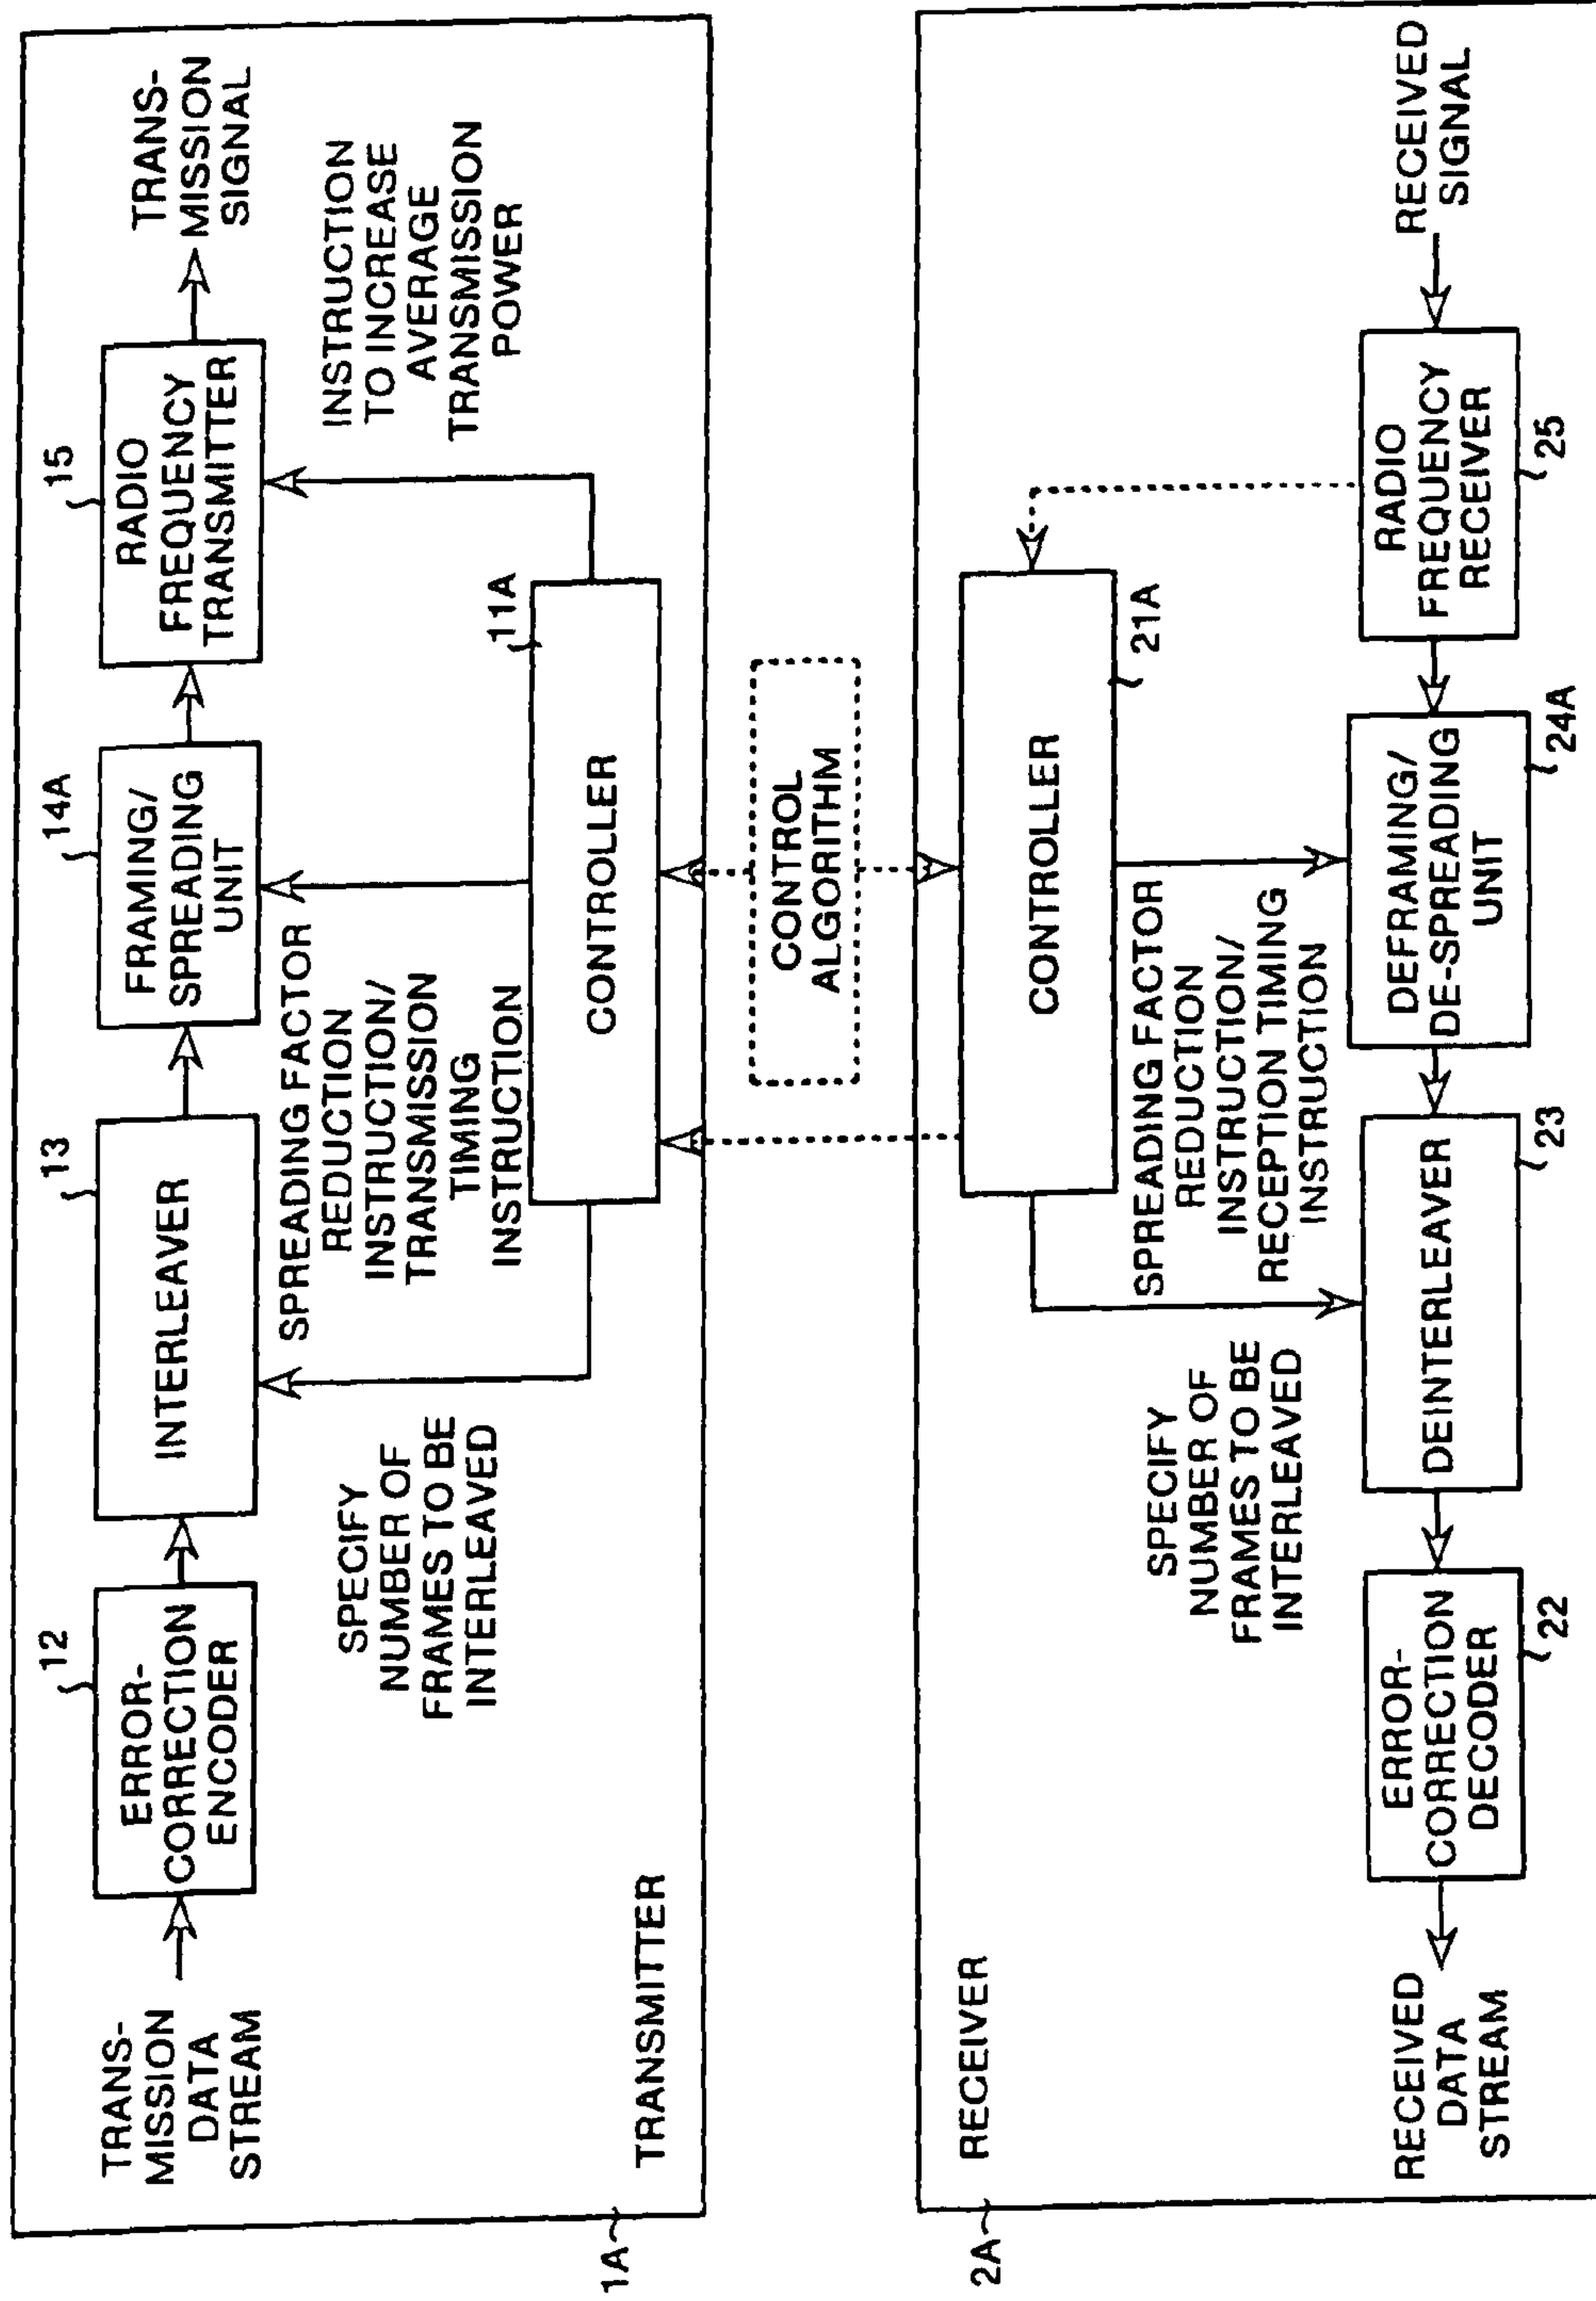 TRANS-
MISSION
DATA
STREAM
12
ERROR-
CORRECTION
ENCODER
13
INTERLEAVER
14A
FRAMING/
SPREADING
UNIT
15
RADIO
FREQUENCY
TRANSMITTER
TRANS-
MISSION
SIGNAL
SPECIFY
NUMBER OF
FRAMES TO BE
INTERLEAVED
SPREADING FACTOR
REDUCTION
INSTRUCTION/
TRANSMISSION
TIMING
INSTRUCTION
INSTRUCTION
TO INCREASE
AVERAGE
TRANSMISSION
POWER
11A
CONTROLLER
TRANSMITTER
1A
CONTROL
ALGORITHM
2A
RECEIVER
CONTROLLER
21A
SPECIFY
NUMBER OF
FRAMES TO BE
INTERLEAVED
SPREADING FACTOR
REDUCTION
INSTRUCTION/
RECEPTION TIMING
INSTRUCTION
RECEIVED
DATA
STREAM
ERROR-
CORRECTION
DECODER
22
DEINTERLEAVER
23
DEFRAMING/
DE-SPREADING
UNIT
24A
RADIO
FREQUENCY
RECEIVER
25
RECEIVED
SIGNAL